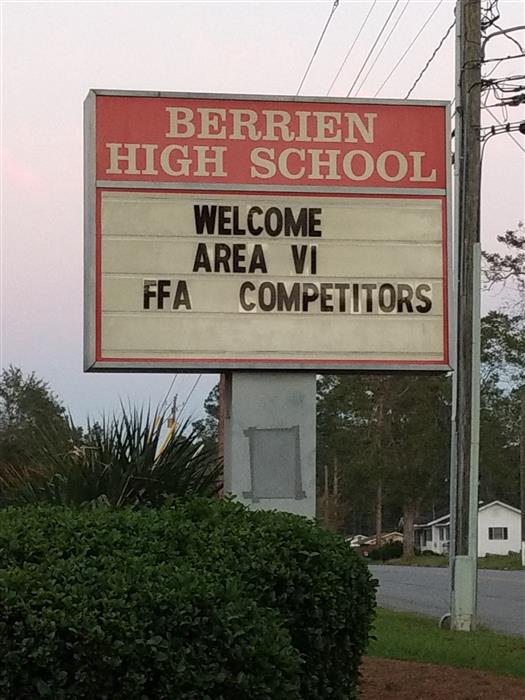 BERRIEN
HIGH SCHOOL
WELCOME
AREA VI
FFA COMPETITORS